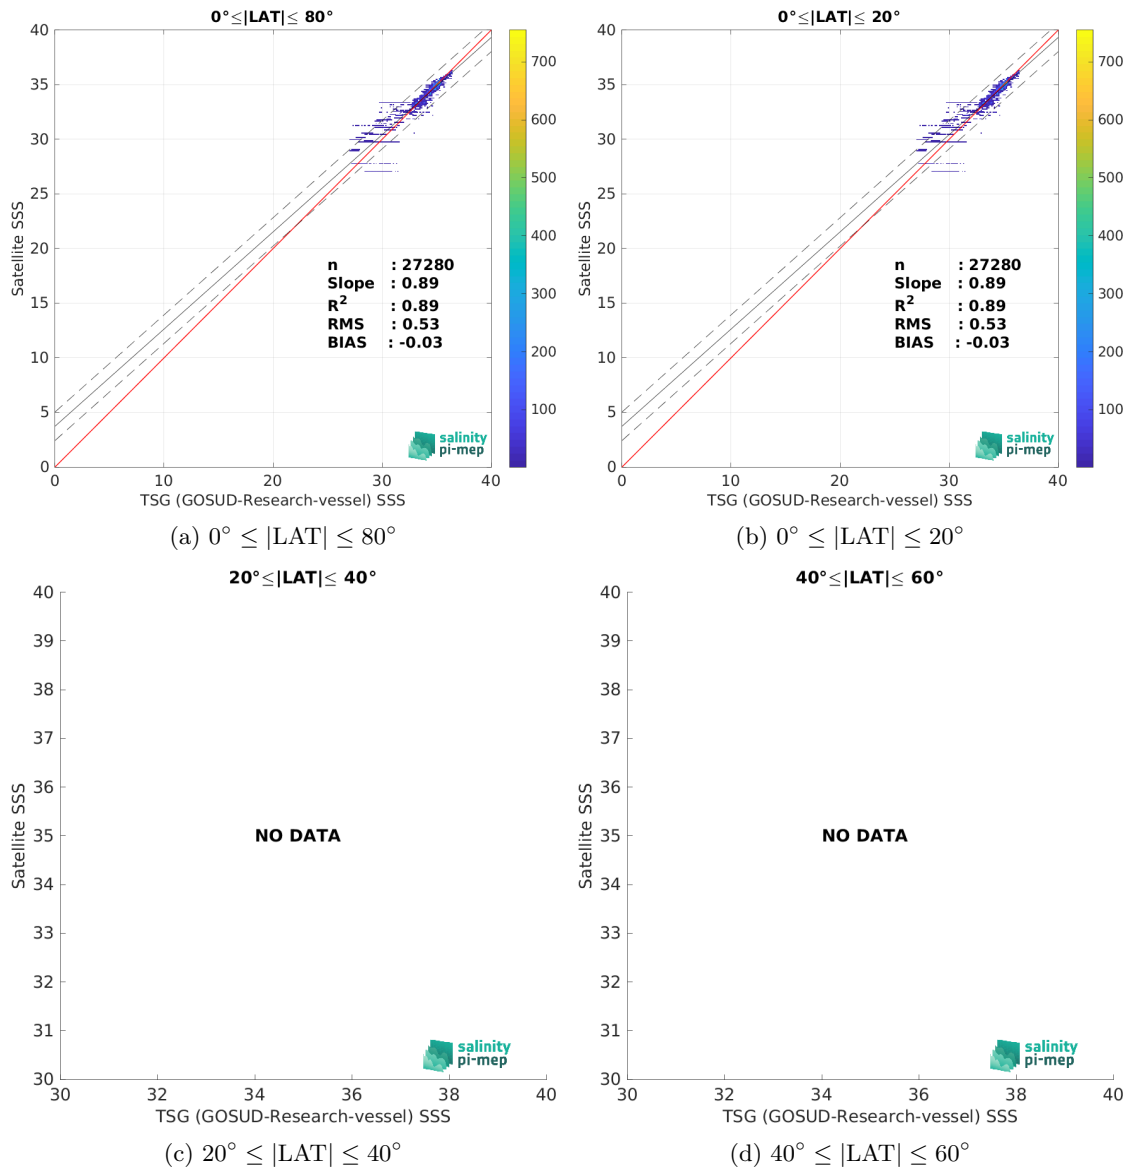 0°≤|LAT|≤ 80°
40
35
30
25
20
15
10
5
0
Satellite SSS
0
10
20
30
40
TSG (GOSUD-Research-vessel) SSS
700
600
500
400
300
200
100
n : 27280
Slope : 0.89
R² : 0.89
RMS : 0.53
BIAS : -0.03
salinity
pi-mep
(a) 0° ≤ |LAT| ≤ 80°
0°≤|LAT|≤ 20°
40
35
30
25
20
15
10
5
0
Satellite SSS
0
10
20
30
40
TSG (GOSUD-Research-vessel) SSS
700
600
500
400
300
200
100
n : 27280
Slope : 0.89
R² : 0.89
RMS : 0.53
BIAS : -0.03
salinity
pi-mep
(b) 0° ≤ |LAT| ≤ 20°
20°≤|LAT|≤ 40°
40
39
38
37
36
35
34
33
32
31
30
Satellite SSS
NO DATA
salinity
pi-mep
30
32
34
36
38
40
TSG (GOSUD-Research-vessel) SSS
(c) 20° ≤ |LAT| ≤ 40°
40°≤|LAT|≤ 60°
40
39
38
37
36
35
34
33
32
31
30
Satellite SSS
NO DATA
salinity
pi-mep
30
32
34
36
38
40
TSG (GOSUD-Research-vessel) SSS
(d) 40° ≤ |LAT| ≤ 60°